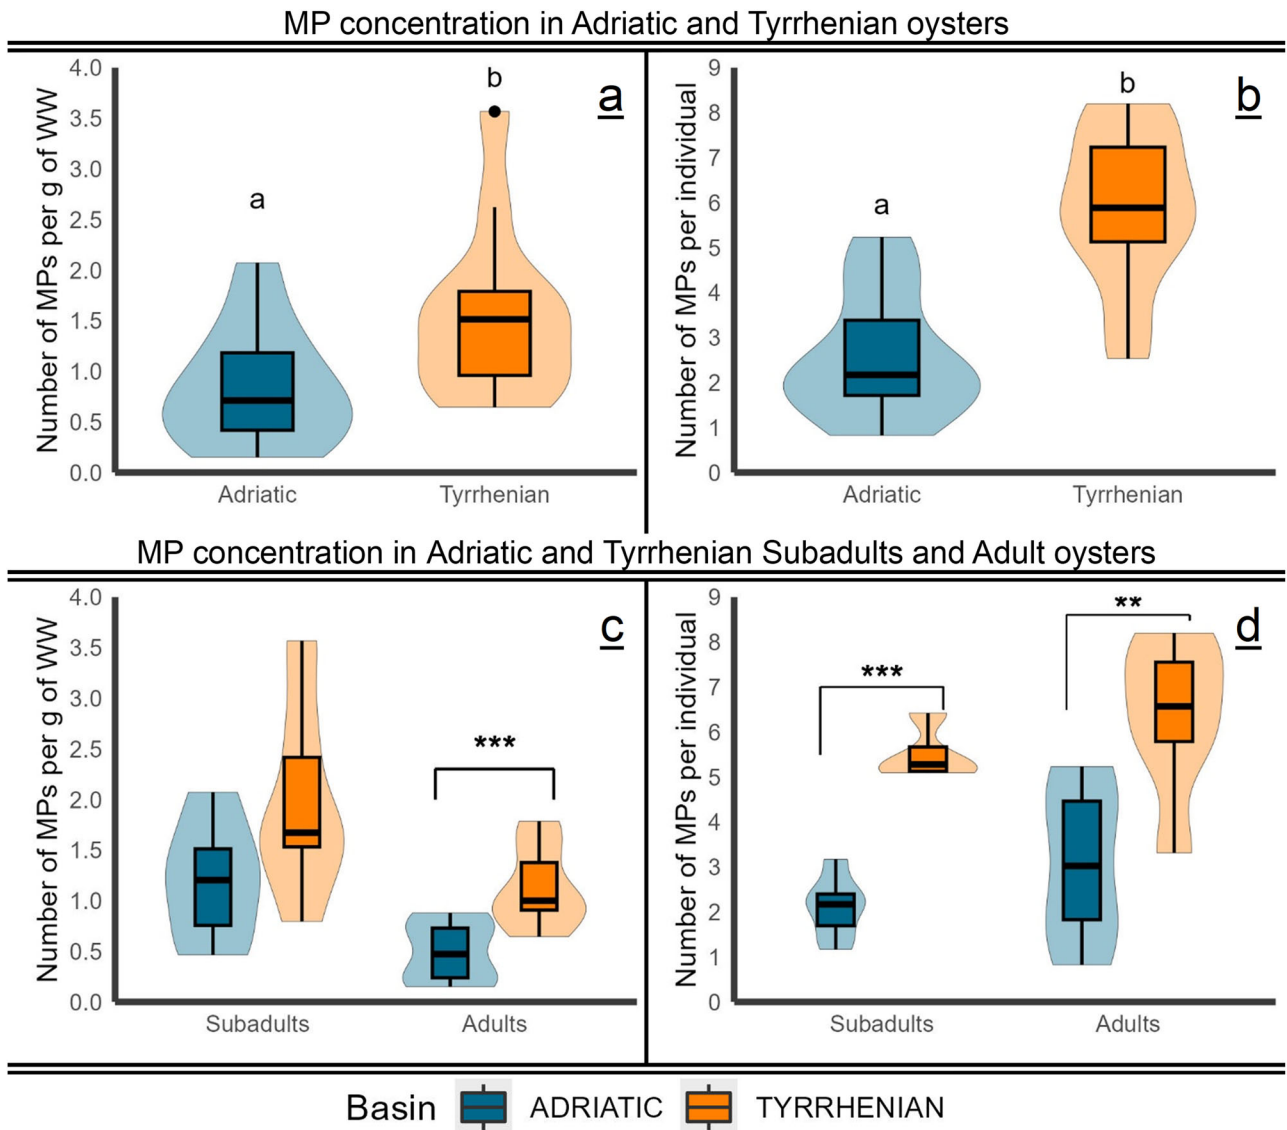 MP concentration in Adriatic and Tyrrhenian oysters
Number of MPs per g of WW
4.0
3.5
3.0
2.5
2.0
1.5
1.0
0.5
0.0
a
b
a
Adriatic
Tyrrhenian
Number of MPs per individual
9
8
7
6
5
4
3
2
1
0
a
b
b
Adriatic
Tyrrhenian
MP concentration in Adriatic and Tyrrhenian Subadults and Adult oysters
Number of MPs per g of WW
4.0
3.5
3.0
2.5
2.0
1.5
1.0
0.5
0.0
***
c
Subadults
Adults
Number of MPs per individual
9
8
7
6
5
4
3
2
1
0
***
**
d
Subadults
Adults
Basin ADRIATIC TYRRHENIAN